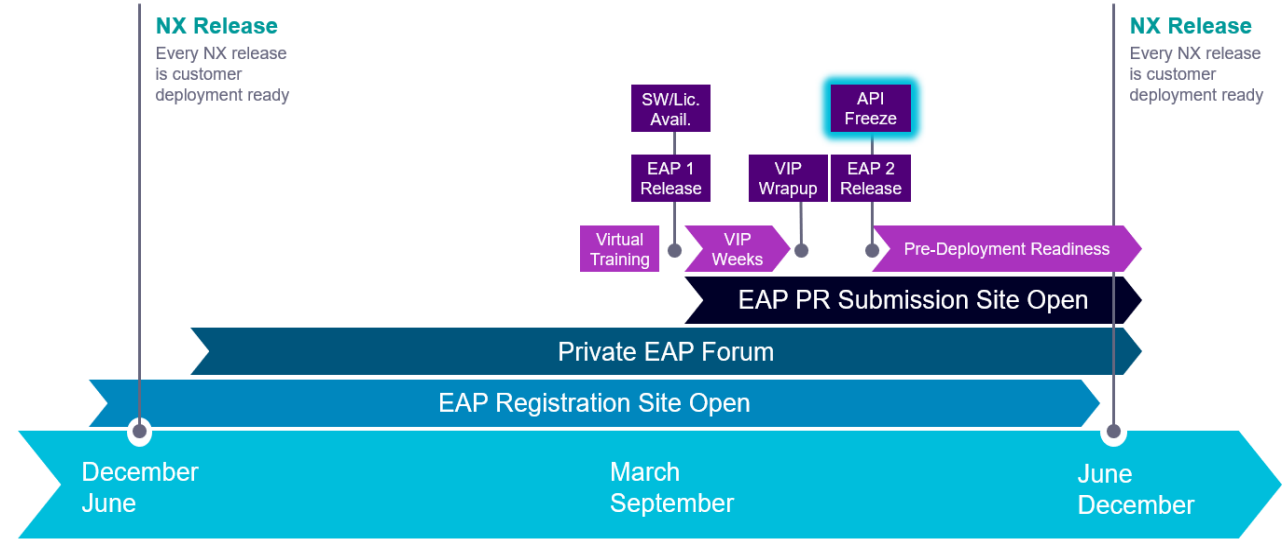 NX Release
Every NX release
is customer
deployment ready
NX Release
Every NX release
is customer
deployment ready
SW/Lic.
Avail.
API
Freeze
EAP 1
Release
VIP
Wrapup
EAP 2
Release
Virtual
Training
VIP
Weeks
Pre-Deployment Readiness
EAP PR Submission Site Open
Private EAP Forum
EAP Registration Site Open
December
June
March
September
June
December